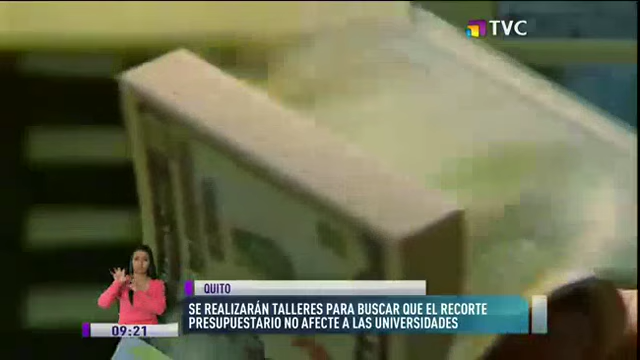 TVC
QUITO
SE REALIZARÁN TALLERES PARA BUSCAR QUE EL RECORTE
PRESUPUESTARIO NO AFECTE A LAS UNIVERSIDADES
09:21